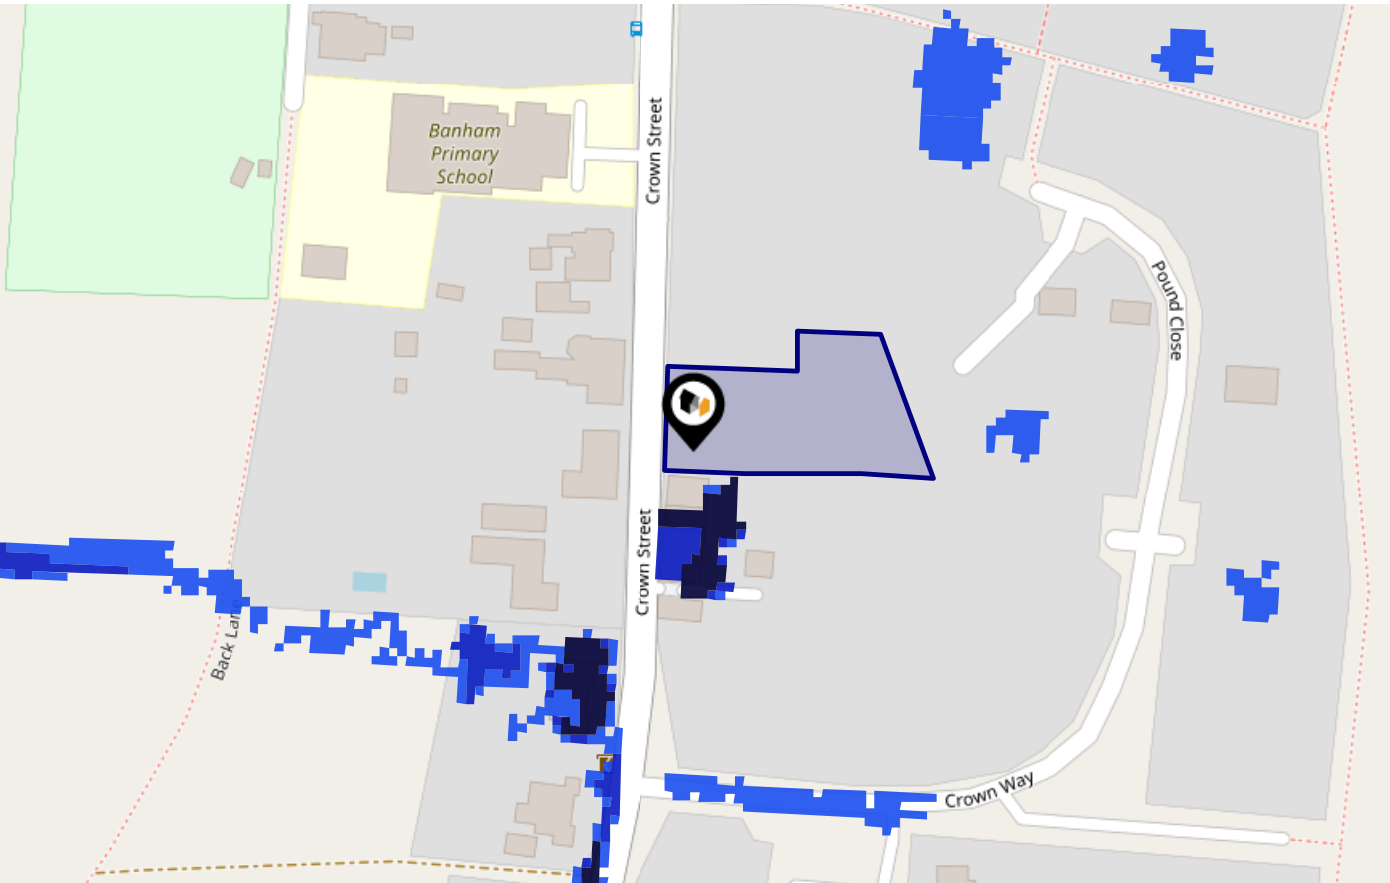 Banham
Primary
School
Crown Street
Pound Close
Crown Street
Back Lane
Crown Way